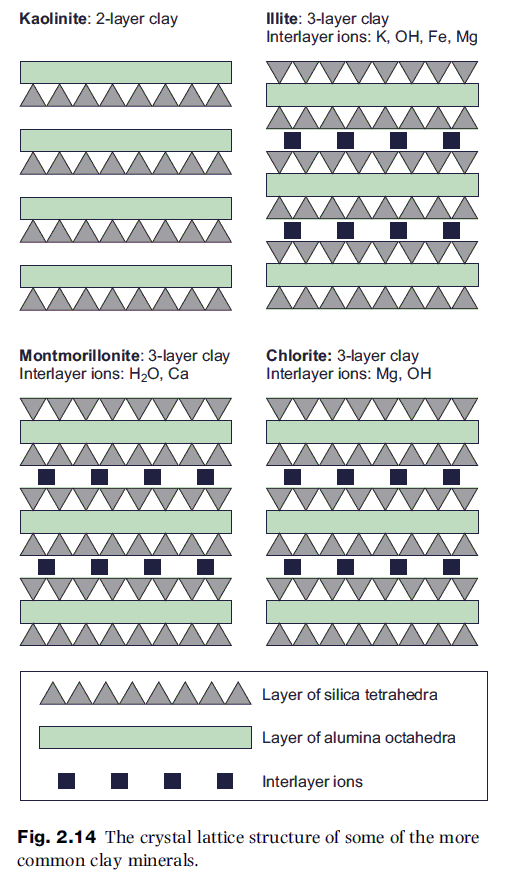 Kaolinite: 2-layer clay
Illite: 3-layer clay
Interlayer ions: K, OH, Fe, Mg
Montmorillonite: 3-layer clay
Interlayer ions: H₂O, Ca
Chlorite: 3-layer clay
Interlayer ions: Mg, OH
Layer of silica tetrahedra
Layer of alumina octahedra
Interlayer ions
Fig. 2.14 The crystal lattice structure of some of the more
common clay minerals.